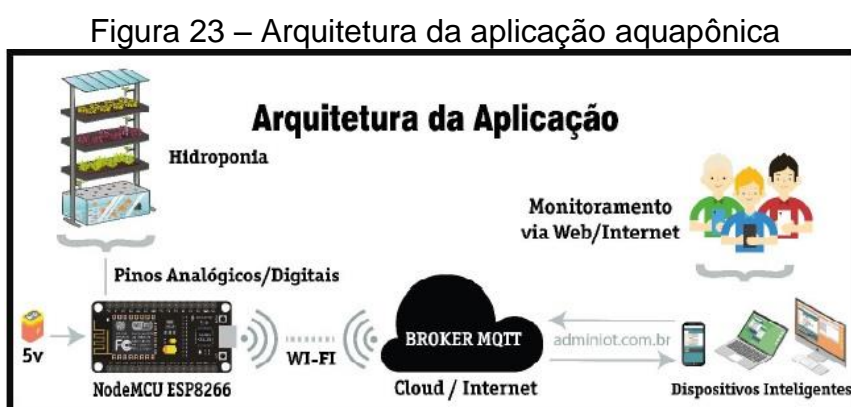 Figura 23 – Arquitetura da aplicação aquapônica
Arquitetura da Aplicação
Hidroponia
Monitoramento
via Web/Internet
Pinos Analógicos/Digitais
5v
NodeMCU ESP8266
WI-FI
BROKER MQTT
Cloud / Internet
adminiot.com.br
Dispositivos Inteligentes